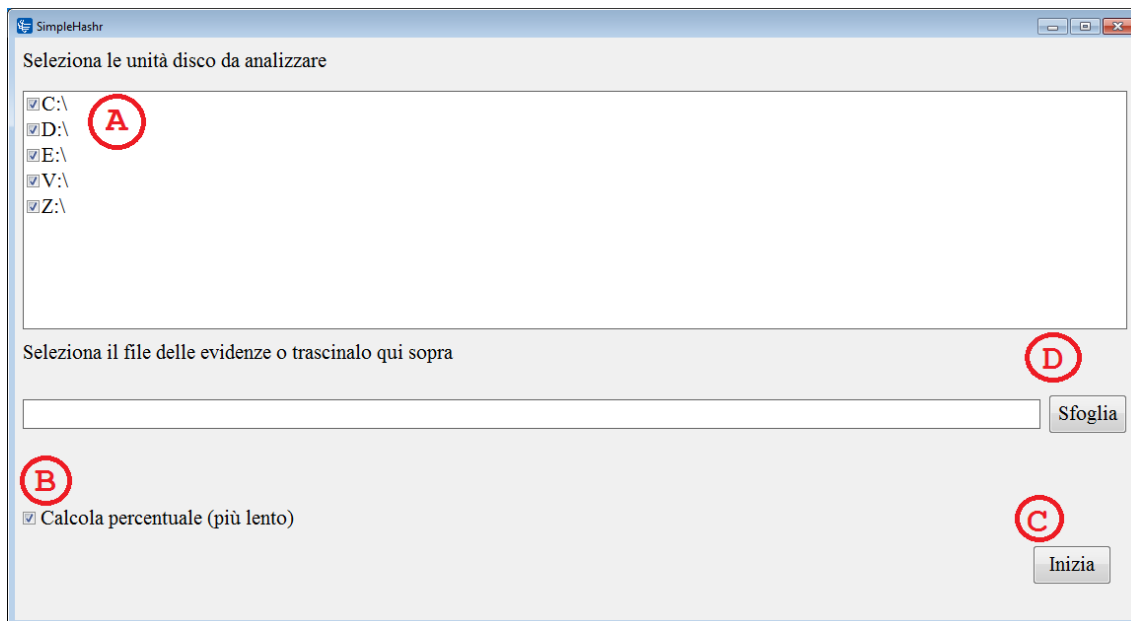 SimpleHashr
Seleziona le unità disco da analizzare
C:\
A
D:\
E:\
V:\
Z:\
Seleziona il file delle evidenze o trascinalo qui sopra
D
Sfoglia
B
Calcola percentuale (più lento)
C
Inizia